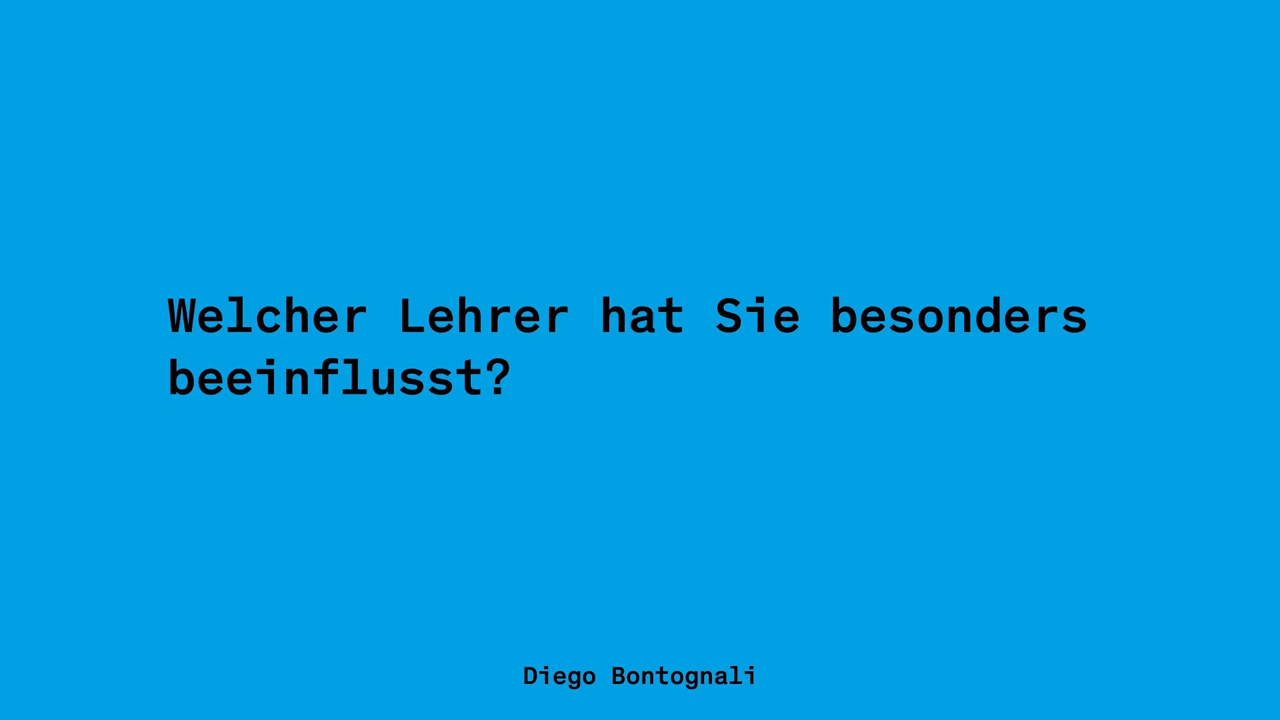 Welcher Lehrer hat Sie besonders
beeinflusst?
Diego Bontognali